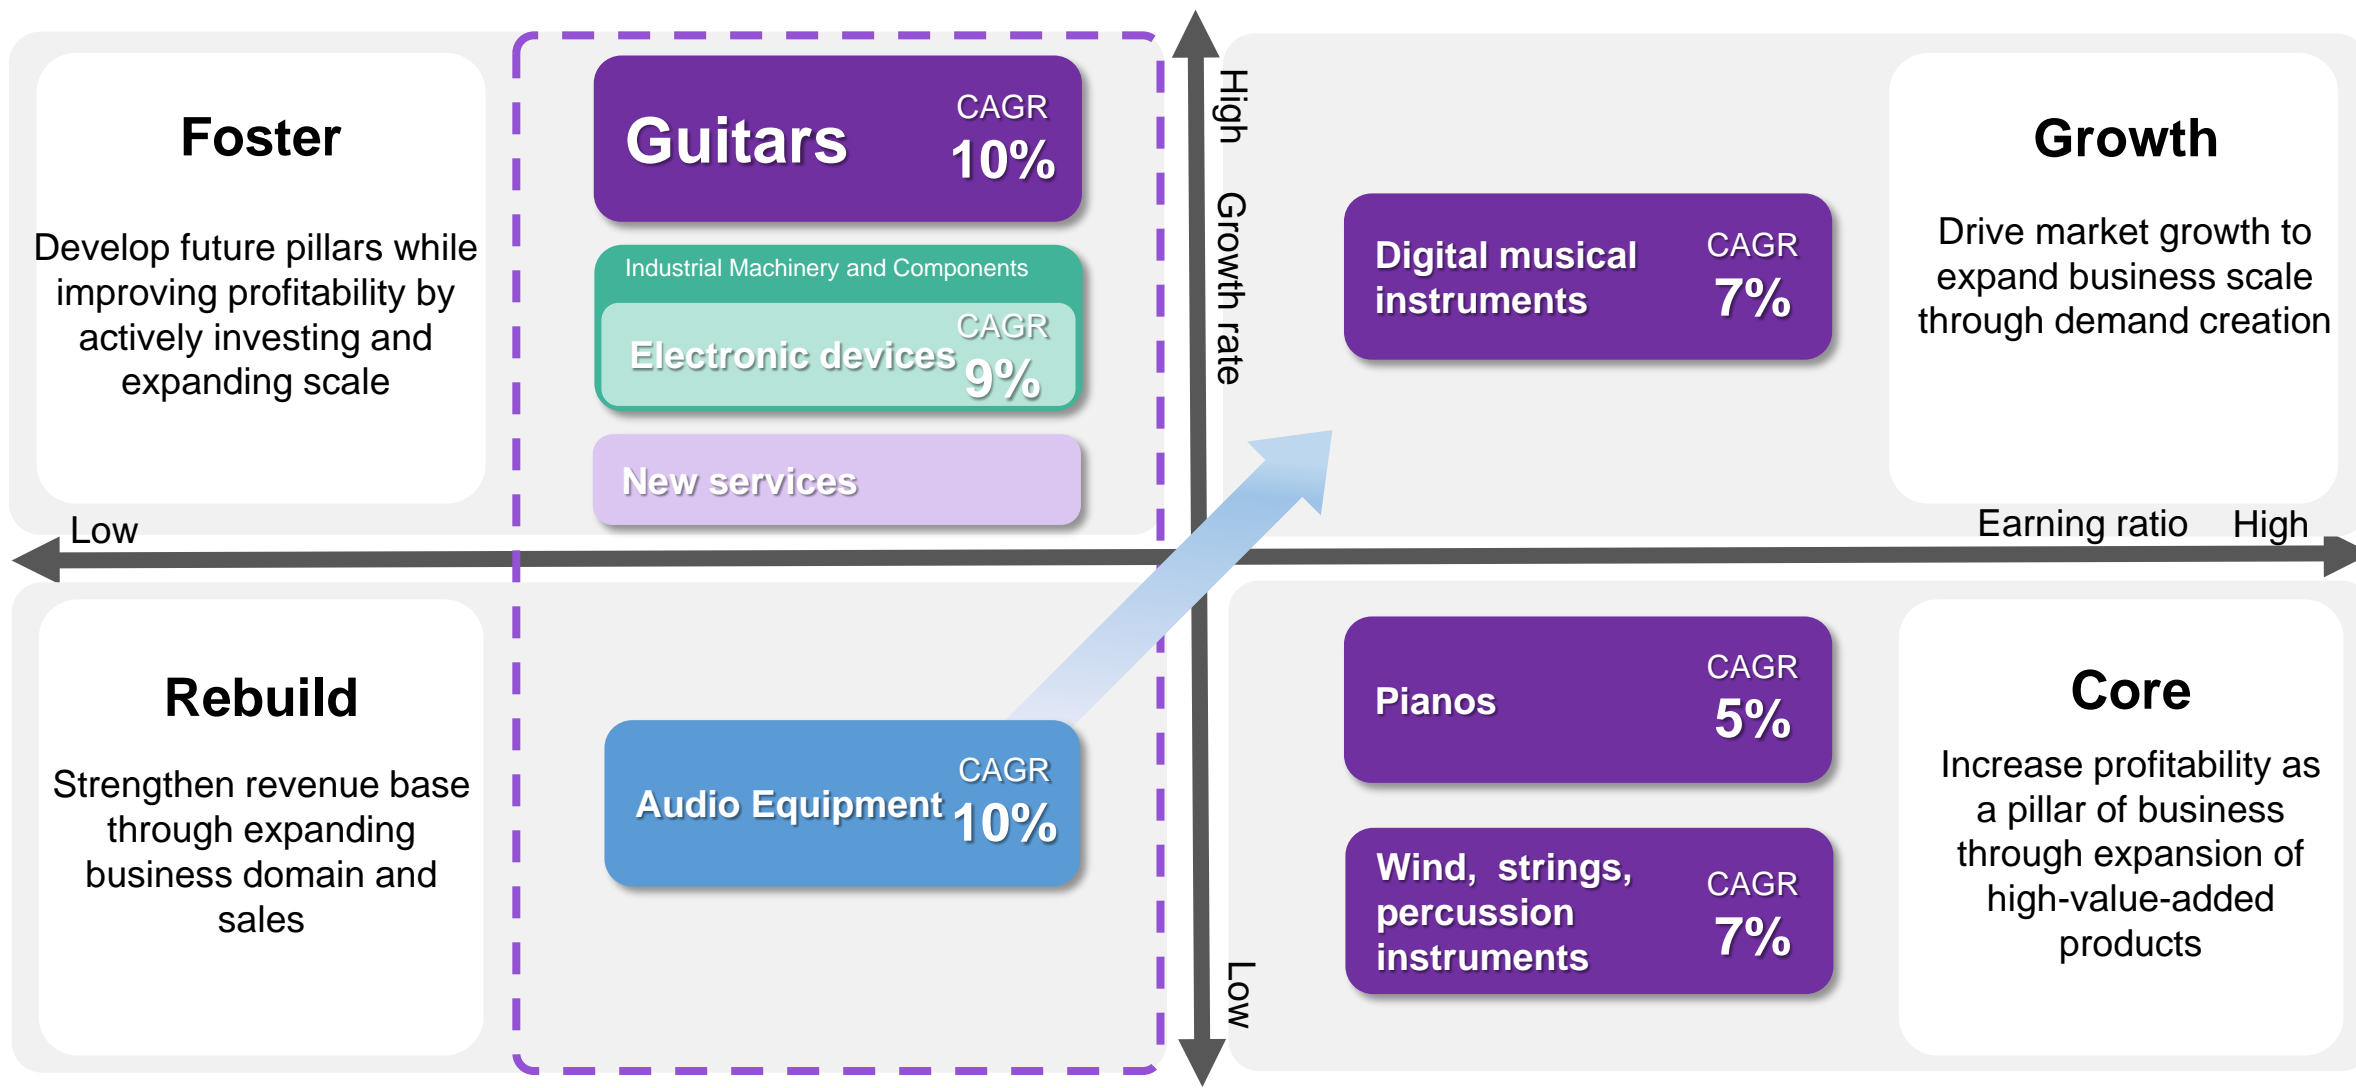 Foster
Develop future pillars while
improving profitability by
actively investing and
expanding scale
Guitars
CAGR
10%
Industrial Machinery and Components
Electronic devices
CAGR
9%
New services
High
Growth rate
Digital musical
instruments
CAGR
7%
Growth
Drive market growth to
expand business scale
through demand creation
Low
Earning ratio
High
Rebuild
Strengthen revenue base
through expanding
business domain and
sales
Audio Equipment
CAGR
10%
Low
Pianos
CAGR
5%
Wind,  strings,
percussion
instruments
CAGR
7%
Core
Increase profitability as
a pillar of business
through expansion of
high-value-added
products